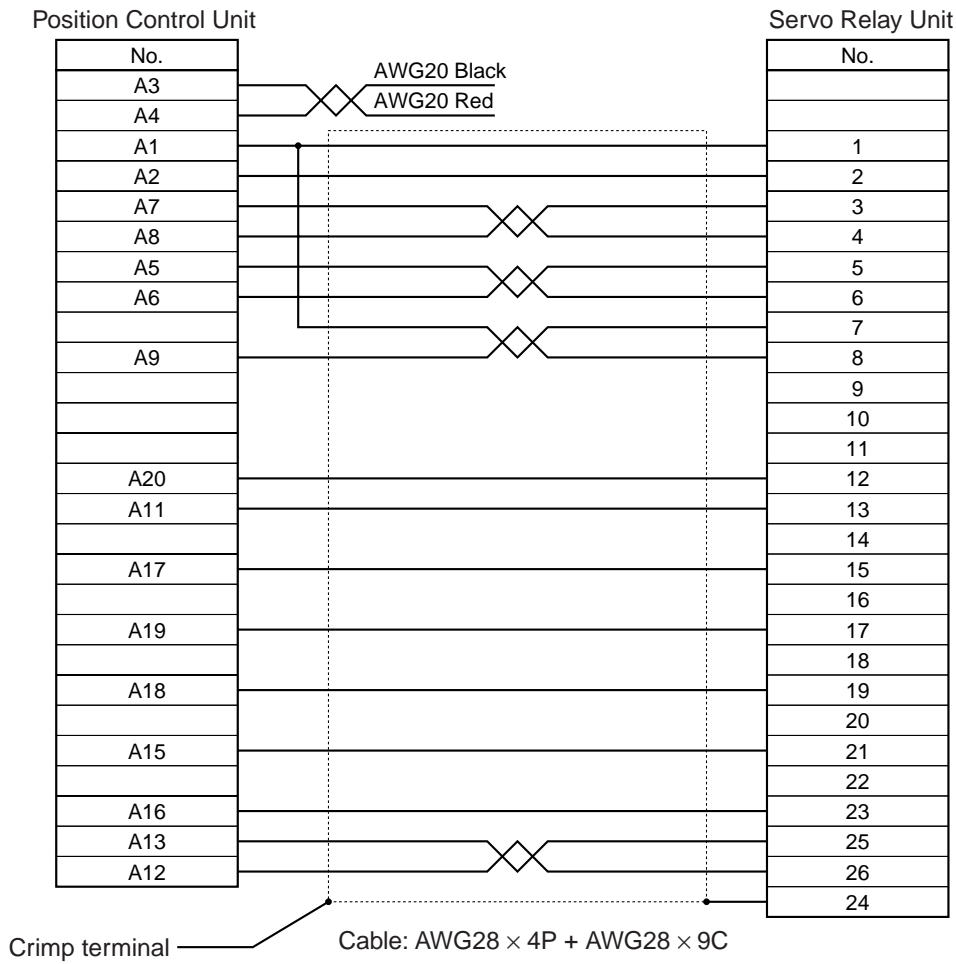 Position Control Unit
Servo Relay Unit
No.
No.
A3
AWG20 Black
A4
AWG20 Red
A1
1
A2
2
A7
3
A8
4
A5
5
A6
6
7
A9
8
9
10
11
A20
12
A11
13
14
A17
15
16
A19
17
18
A18
19
20
A15
21
22
A16
23
A13
25
A12
26
24
Crimp terminal
Cable: AWG28 × 4P + AWG28 × 9C